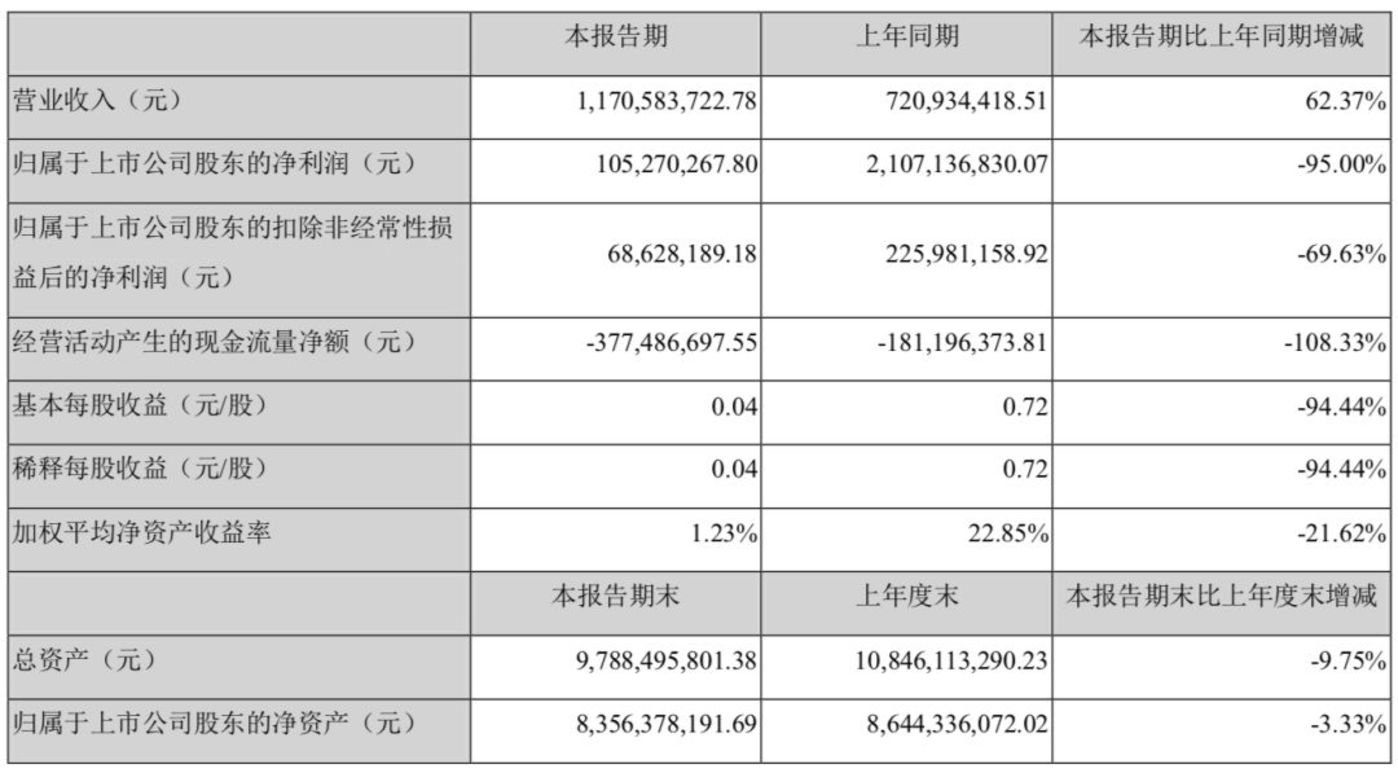 本报告期 上年同期 本报告期比上年同期增减
营业收入（元） 1,170,583,722.78 720,934,418.51 62.37%
归属于上市公司股东的净利润（元） 105,270,267.80 2,107,136,830.07 -95.00%
归属于上市公司股东的扣除非经常性损
益后的净利润（元） 68,628,189.18 225,981,158.92 -69.63%
经营活动产生的现金流量净额（元） -377,486,697.55 -181,196,373.81 -108.33%
基本每股收益（元/股） 0.04 0.72 -94.44%
稀释每股收益（元/股） 0.04 0.72 -94.44%
加权平均净资产收益率 1.23% 22.85% -21.62%
本报告期末 上年度末 本报告期末比上年度末增减
总资产（元） 9,788,495,801.38 10,846,113,290.23 -9.75%
归属于上市公司股东的净资产（元） 8,356,378,191.69 8,644,336,072.02 -3.33%